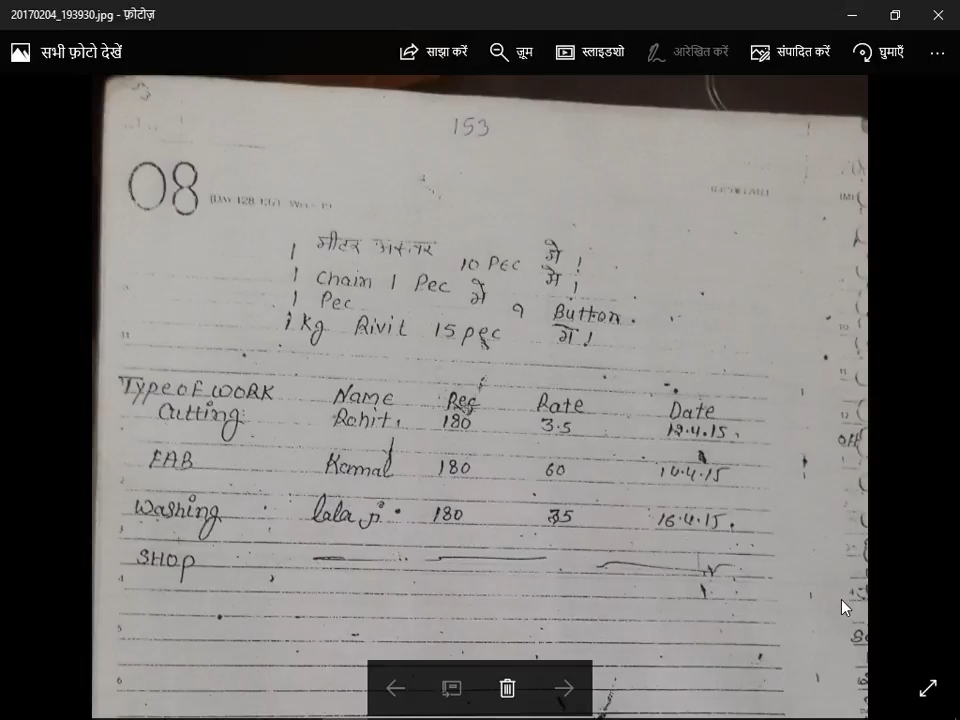 20170204_193930.jpg - फ़ोटोज़
सभी फ़ोटो देखें
साझा करें
ज़ूम
स्लाइडशो
आरेखित करें
संपादित करें
घुमाएँ
153
08
1 मीटर अस्तर 10 Pec मे !
1 chain 1 Pec मे !
1 Pec मे 9 Button.
1 Kg Rivit 15 pec मे !
Type of WORK Name Pec Rate Date
Cutting Rohit. 180 3.5 12.4.15.
FAB Kamal 180 60 14.4.15
Washing lala ji. 180 35 16.4.15.
SHOP